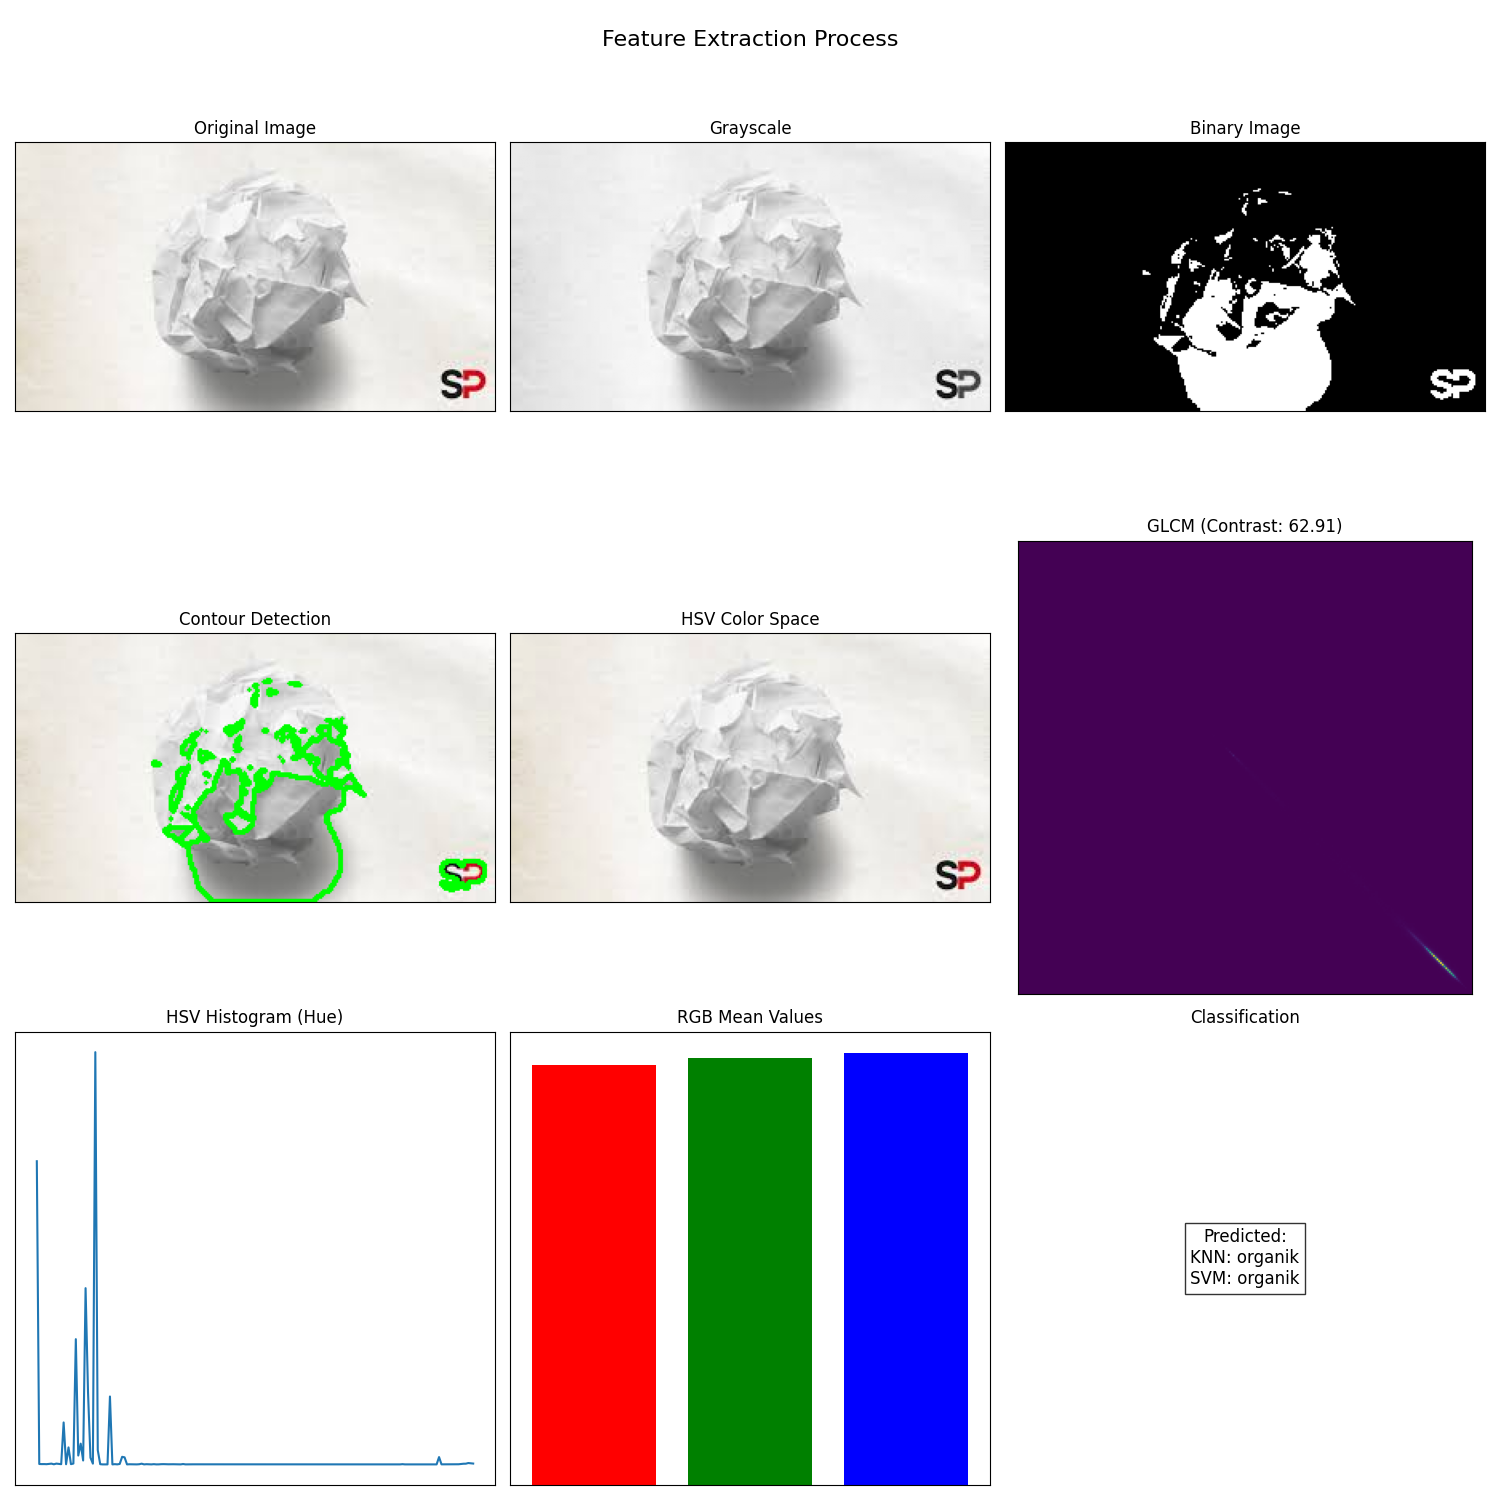 Feature Extraction Process
Original Image
Grayscale
Binary Image
SP
SP
SP
Contour Detection
HSV Color Space
GLCM (Contrast: 62.91)
SP
SP
HSV Histogram (Hue)
RGB Mean Values
Classification
Predicted:
KNN: organik
SVM: organik